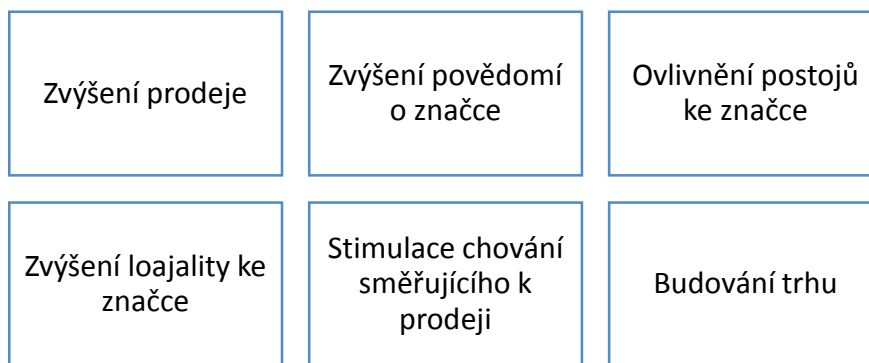 Zvýšení prodeje
Zvýšení povědomí
o značce
Ovlivnění postojů
ke značce
Zvýšení loajality ke
značce
Stimulace chování
směřujícího k
prodeji
Budování trhu